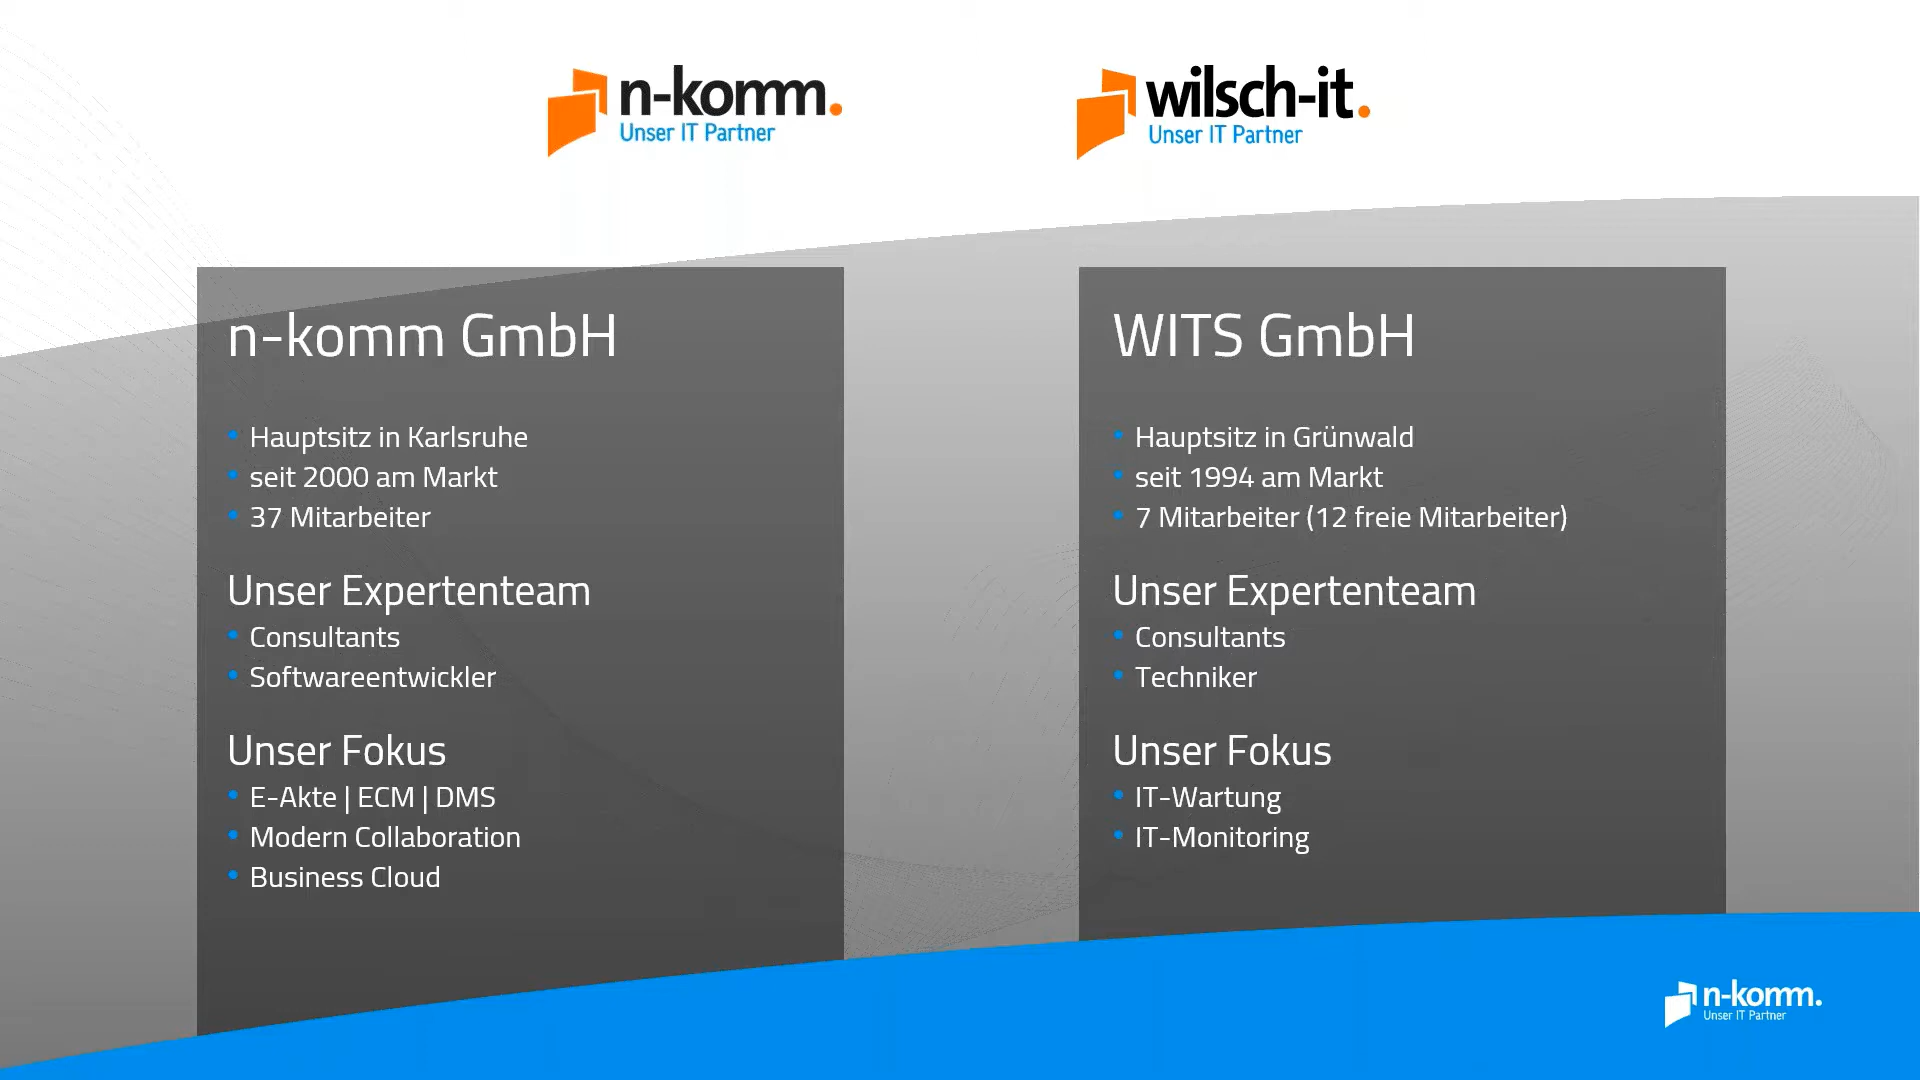 n-komm.
Unser IT Partner
wilsch-it.
Unser IT Partner
n-komm GmbH
• Hauptsitz in Karlsruhe
• seit 2000 am Markt
• 37 Mitarbeiter
Unser Expertenteam
• Consultants
• Softwareentwickler
Unser Fokus
• E-Akte | ECM | DMS
• Modern Collaboration
• Business Cloud
WITS GmbH
• Hauptsitz in Grünwald
• seit 1994 am Markt
• 7 Mitarbeiter (12 freie Mitarbeiter)
Unser Expertenteam
• Consultants
• Techniker
Unser Fokus
• IT-Wartung
• IT-Monitoring
n-komm.
Unser IT Partner